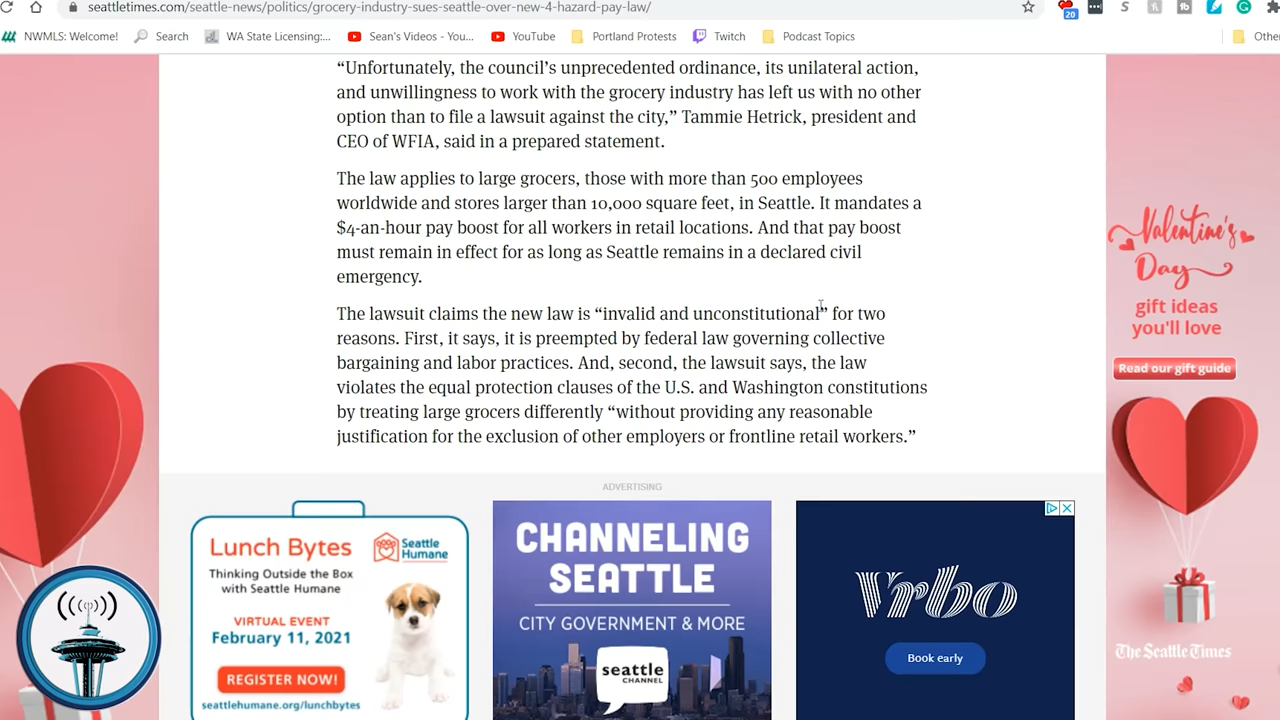 seattletimes.com/seattle-news/politics/grocery-industry-sues-seattle-over-new-4-hazard-pay-law/
20
NWMLS: Welcome! Search WA State Licensing:... Sean's Videos - You... YouTube Portland Protests Twitch Podcast Topics
“Unfortunately, the council’s unprecedented ordinance, its unilateral action,
and unwillingness to work with the grocery industry has left us with no other
option than to file a lawsuit against the city,” Tammie Hetrick, president and
CEO of WFIA, said in a prepared statement.
The law applies to large grocers, those with more than 500 employees
worldwide and stores larger than 10,000 square feet, in Seattle. It mandates a
$4-an-hour pay boost for all workers in retail locations. And that pay boost
must remain in effect for as long as Seattle remains in a declared civil
emergency.
The lawsuit claims the new law is “invalid and unconstitutional” for two
reasons. First, it says, it is preempted by federal law governing collective
bargaining and labor practices. And, second, the lawsuit says, the law
violates the equal protection clauses of the U.S. and Washington constitutions
by treating large grocers differently “without providing any reasonable
justification for the exclusion of other employers or frontline retail workers.”
Valentine's
Day
gift ideas
you'll love
Read our gift guide
The Seattle Times
ADVERTISING
Lunch Bytes
Seattle
Humane
Thinking Outside the Box
with Seattle Humane
VIRTUAL EVENT
February 11, 2021
REGISTER NOW!
seattlehumane.org/lunchbytes
CHANNELING
SEATTLE
CITY GOVERNMENT & MORE
seattle
CHANNEL
Vrbo
Book early